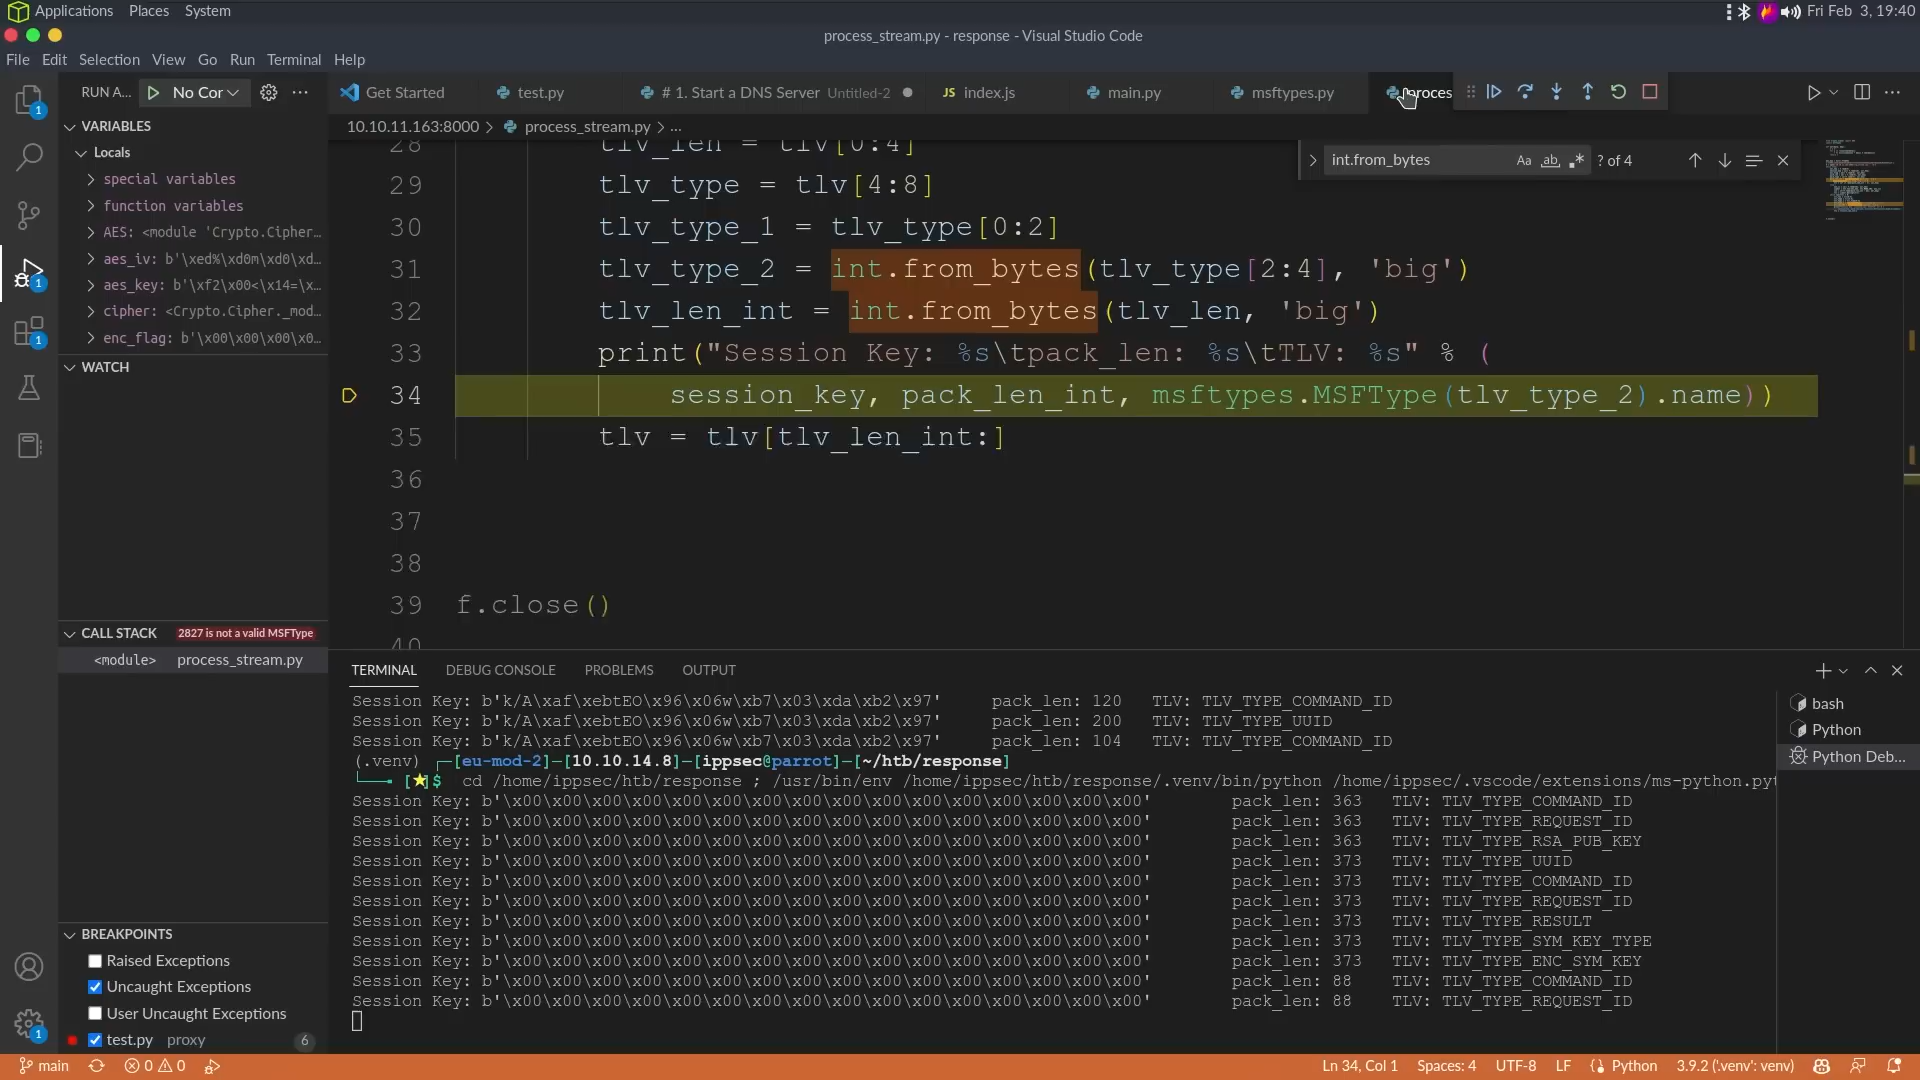 Applications Places System
Fri Feb 3, 19:40
process_stream.py - response - Visual Studio Code
File Edit Selection View Go Run Terminal Help
RUN A... No Cor
Get Started test.py # 1. Start a DNS Server Untitled-2 JS index.js main.py msftypes.py proces
10.10.11.163:8000 > process_stream.py > ...
VARIABLES
Locals
> special variables
> function variables
> AES: <module 'Crypto.Cipher...
> aes_iv: b'\xed%\xd0m\xd0\xd...
> aes_key: b'\xf2\x00<\x14=\x...
> cipher: <Crypto.Cipher._mod...
> enc_flag: b'\x00\x00\x00\x0...
WATCH
CALL STACK 2827 is not a valid MSFType
<module> process_stream.py
BREAKPOINTS
Raised Exceptions
Uncaught Exceptions
User Uncaught Exceptions
test.py proxy 6
int.from_bytes Aa ab .* ? of 4
28 tlv_len = tlv[0:4]
29 tlv_type = tlv[4:8]
30 tlv_type_1 = tlv_type[0:2]
31 tlv_type_2 = int.from_bytes(tlv_type[2:4], 'big')
32 tlv_len_int = int.from_bytes(tlv_len, 'big')
33 print("Session Key: %s\tpack_len: %s\tTLV: %s" % (
34 session_key, pack_len_int, msftypes.MSFType(tlv_type_2).name))
35 tlv = tlv[tlv_len_int:]
36
37
38
39 f.close()
40
TERMINAL DEBUG CONSOLE PROBLEMS OUTPUT
Session Key: b'k/A\xaf\xebtEO\x96\x06w\xb7\x03\xda\xb2\x97' pack_len: 120 TLV: TLV_TYPE_COMMAND_ID
Session Key: b'k/A\xaf\xebtEO\x96\x06w\xb7\x03\xda\xb2\x97' pack_len: 200 TLV: TLV_TYPE_UUID
Session Key: b'k/A\xaf\xebtEO\x96\x06w\xb7\x03\xda\xb2\x97' pack_len: 104 TLV: TLV_TYPE_COMMAND_ID
(.venv) ┌─[eu-mod-2]─[10.10.14.8]─[ippsec@parrot]─[~/htb/response]
└──╼ [★]$ cd /home/ippsec/htb/response ; /usr/bin/env /home/ippsec/htb/response/.venv/bin/python /home/ippsec/.vscode/extensions/ms-python.pyt
Session Key: b'\x00\x00\x00\x00\x00\x00\x00\x00\x00\x00\x00\x00\x00\x00\x00\x00' pack_len: 363 TLV: TLV_TYPE_COMMAND_ID
Session Key: b'\x00\x00\x00\x00\x00\x00\x00\x00\x00\x00\x00\x00\x00\x00\x00\x00' pack_len: 363 TLV: TLV_TYPE_REQUEST_ID
Session Key: b'\x00\x00\x00\x00\x00\x00\x00\x00\x00\x00\x00\x00\x00\x00\x00\x00' pack_len: 363 TLV: TLV_TYPE_RSA_PUB_KEY
Session Key: b'\x00\x00\x00\x00\x00\x00\x00\x00\x00\x00\x00\x00\x00\x00\x00\x00' pack_len: 373 TLV: TLV_TYPE_UUID
Session Key: b'\x00\x00\x00\x00\x00\x00\x00\x00\x00\x00\x00\x00\x00\x00\x00\x00' pack_len: 373 TLV: TLV_TYPE_COMMAND_ID
Session Key: b'\x00\x00\x00\x00\x00\x00\x00\x00\x00\x00\x00\x00\x00\x00\x00\x00' pack_len: 373 TLV: TLV_TYPE_REQUEST_ID
Session Key: b'\x00\x00\x00\x00\x00\x00\x00\x00\x00\x00\x00\x00\x00\x00\x00\x00' pack_len: 373 TLV: TLV_TYPE_RESULT
Session Key: b'\x00\x00\x00\x00\x00\x00\x00\x00\x00\x00\x00\x00\x00\x00\x00\x00' pack_len: 373 TLV: TLV_TYPE_SYM_KEY_TYPE
Session Key: b'\x00\x00\x00\x00\x00\x00\x00\x00\x00\x00\x00\x00\x00\x00\x00\x00' pack_len: 373 TLV: TLV_TYPE_ENC_SYM_KEY
Session Key: b'\x00\x00\x00\x00\x00\x00\x00\x00\x00\x00\x00\x00\x00\x00\x00\x00' pack_len: 88 TLV: TLV_TYPE_COMMAND_ID
Session Key: b'\x00\x00\x00\x00\x00\x00\x00\x00\x00\x00\x00\x00\x00\x00\x00\x00' pack_len: 88 TLV: TLV_TYPE_REQUEST_ID
bash
Python
Python Deb...
main 0 0
Ln 34, Col 1 Spaces: 4 UTF-8 LF Python 3.9.2 ('.venv': venv)